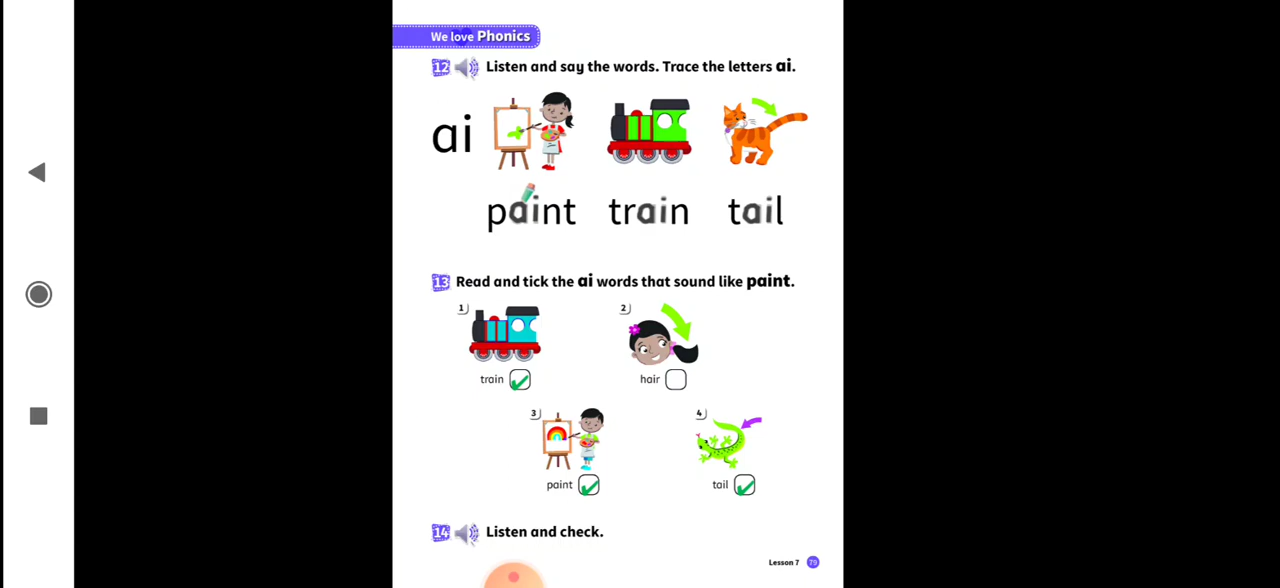 We love Phonics
12 Listen and say the words. Trace the letters ai.
ai
paint train tail
13 Read and tick the ai words that sound like paint.
1 2
train hair
3 4
paint tail
14 Listen and check.
Lesson 7 79